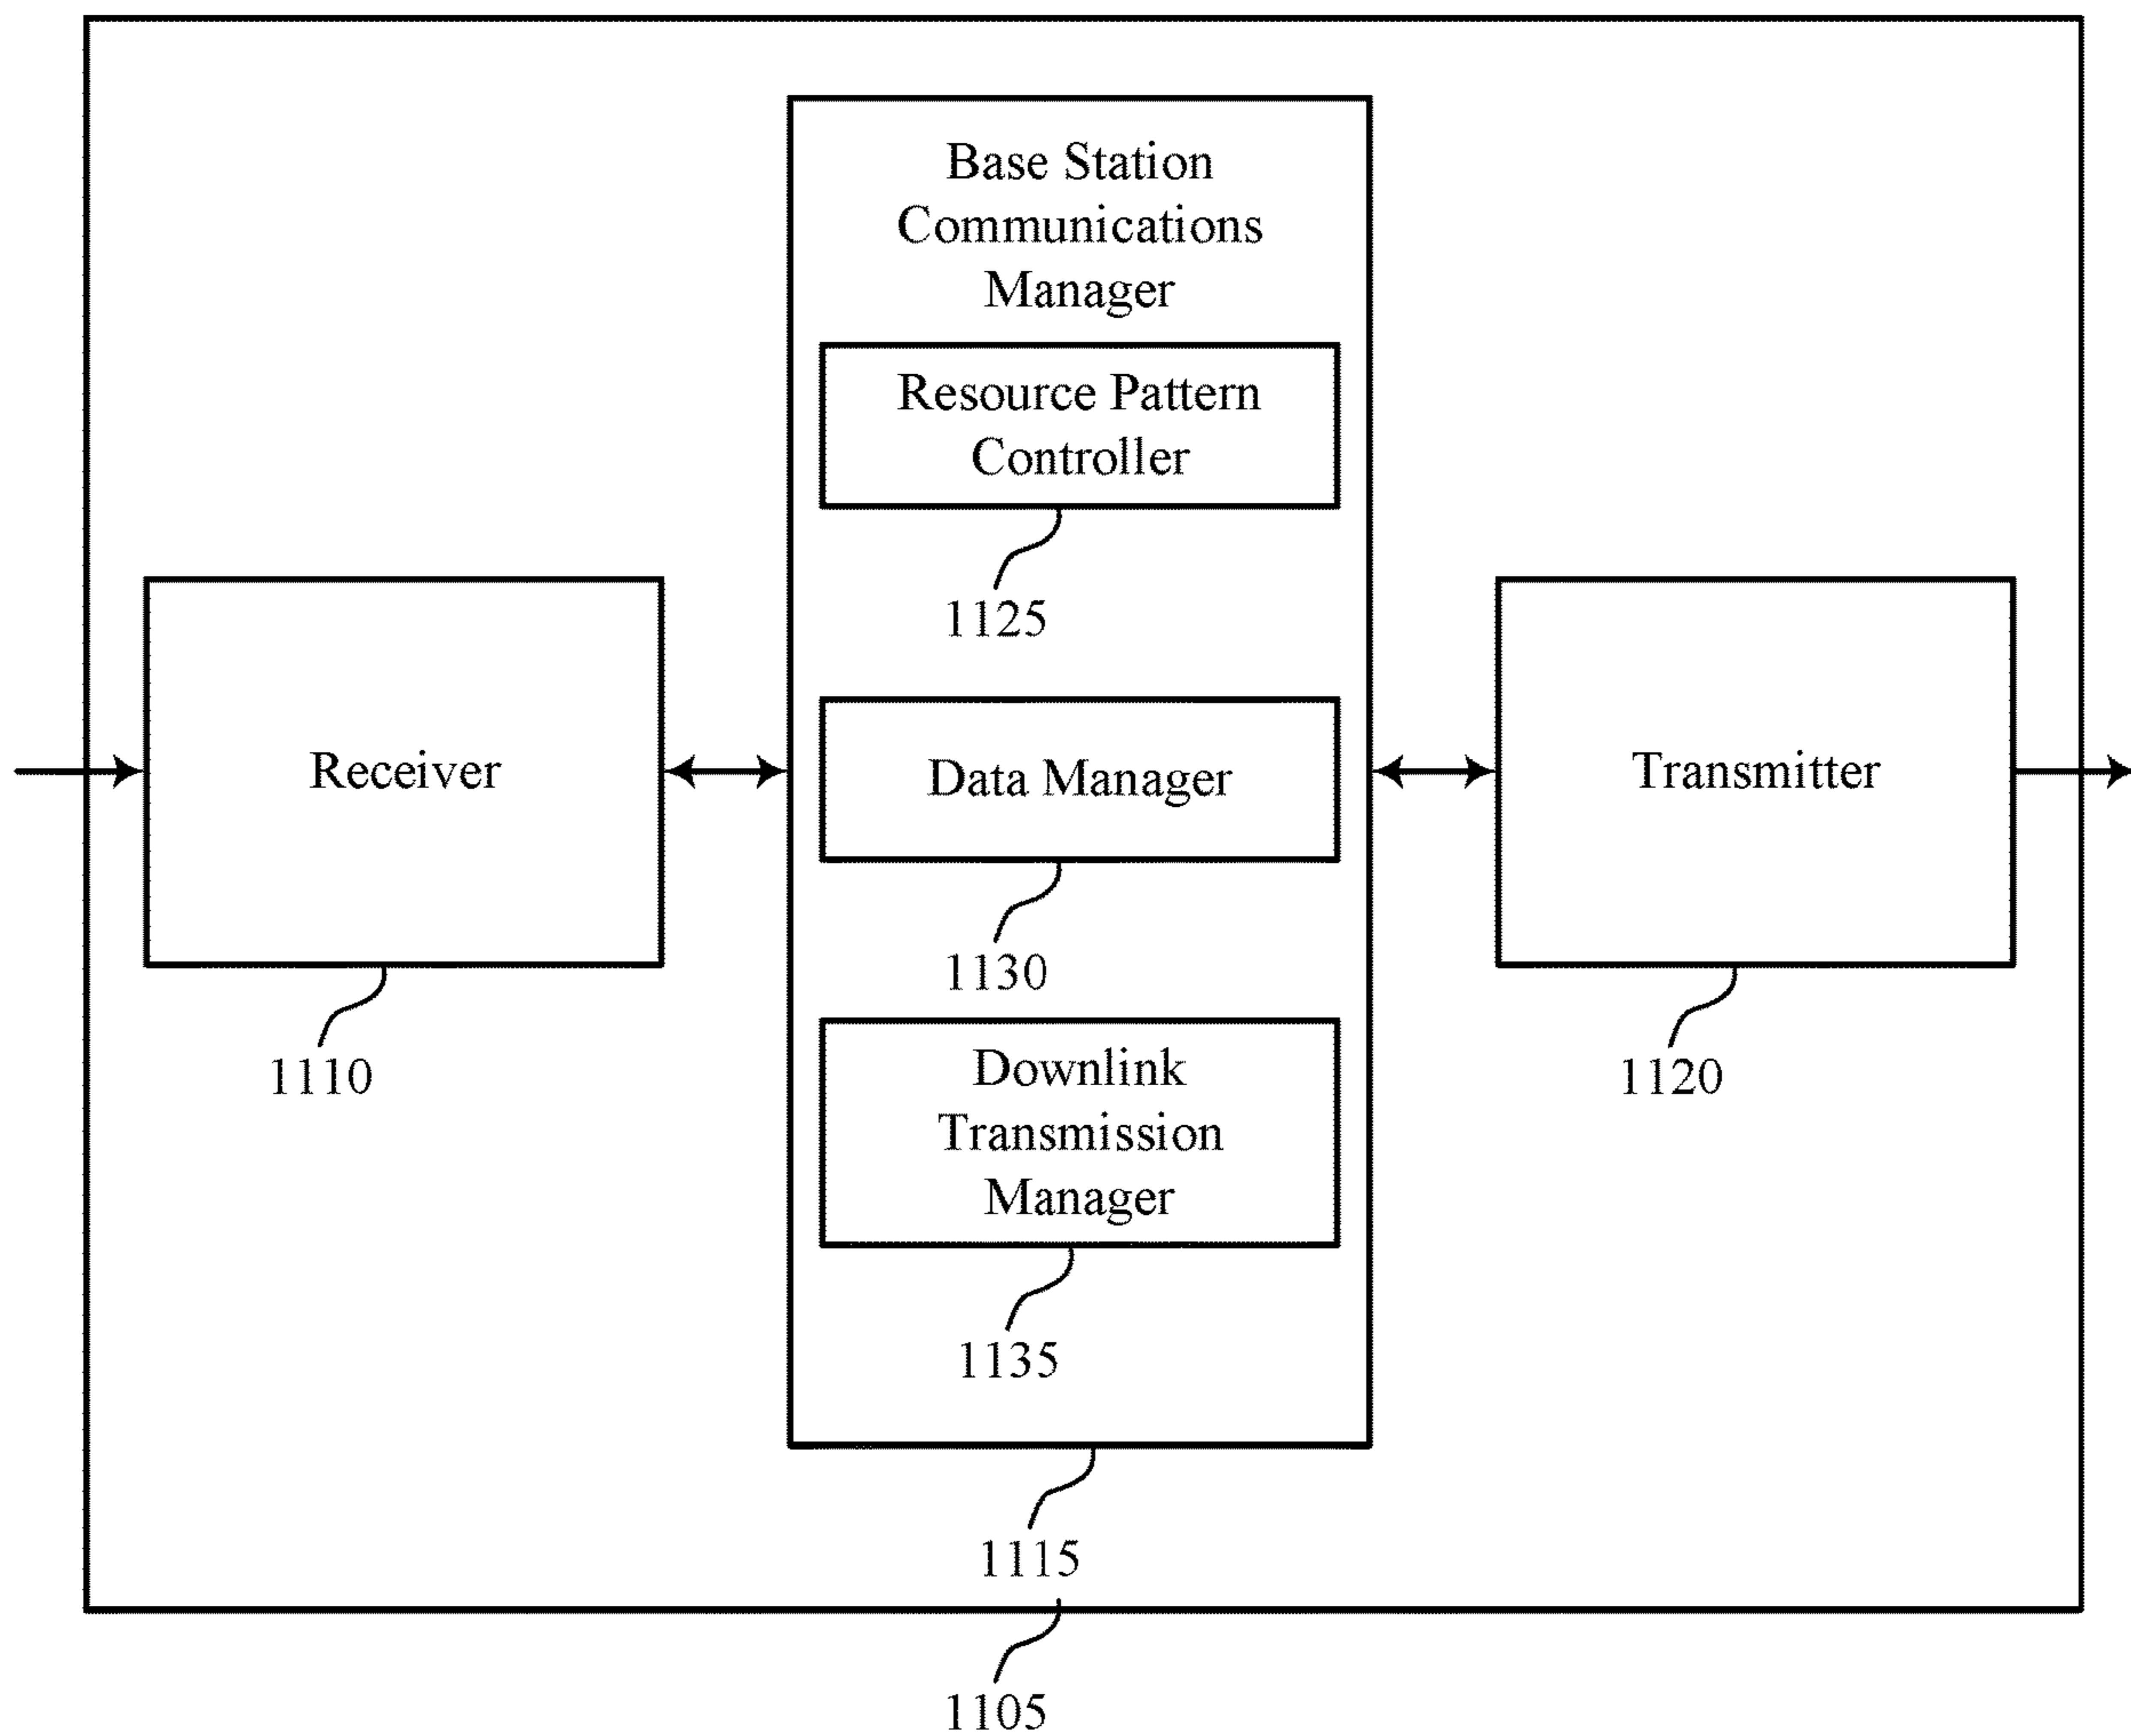 Base Station
Communications
Manager
Resource Pattern
Controller
1125
Receiver
1110
Data Manager
1130
Transmitter
1120
Downlink
Transmission
Manager
1135
1115
1105